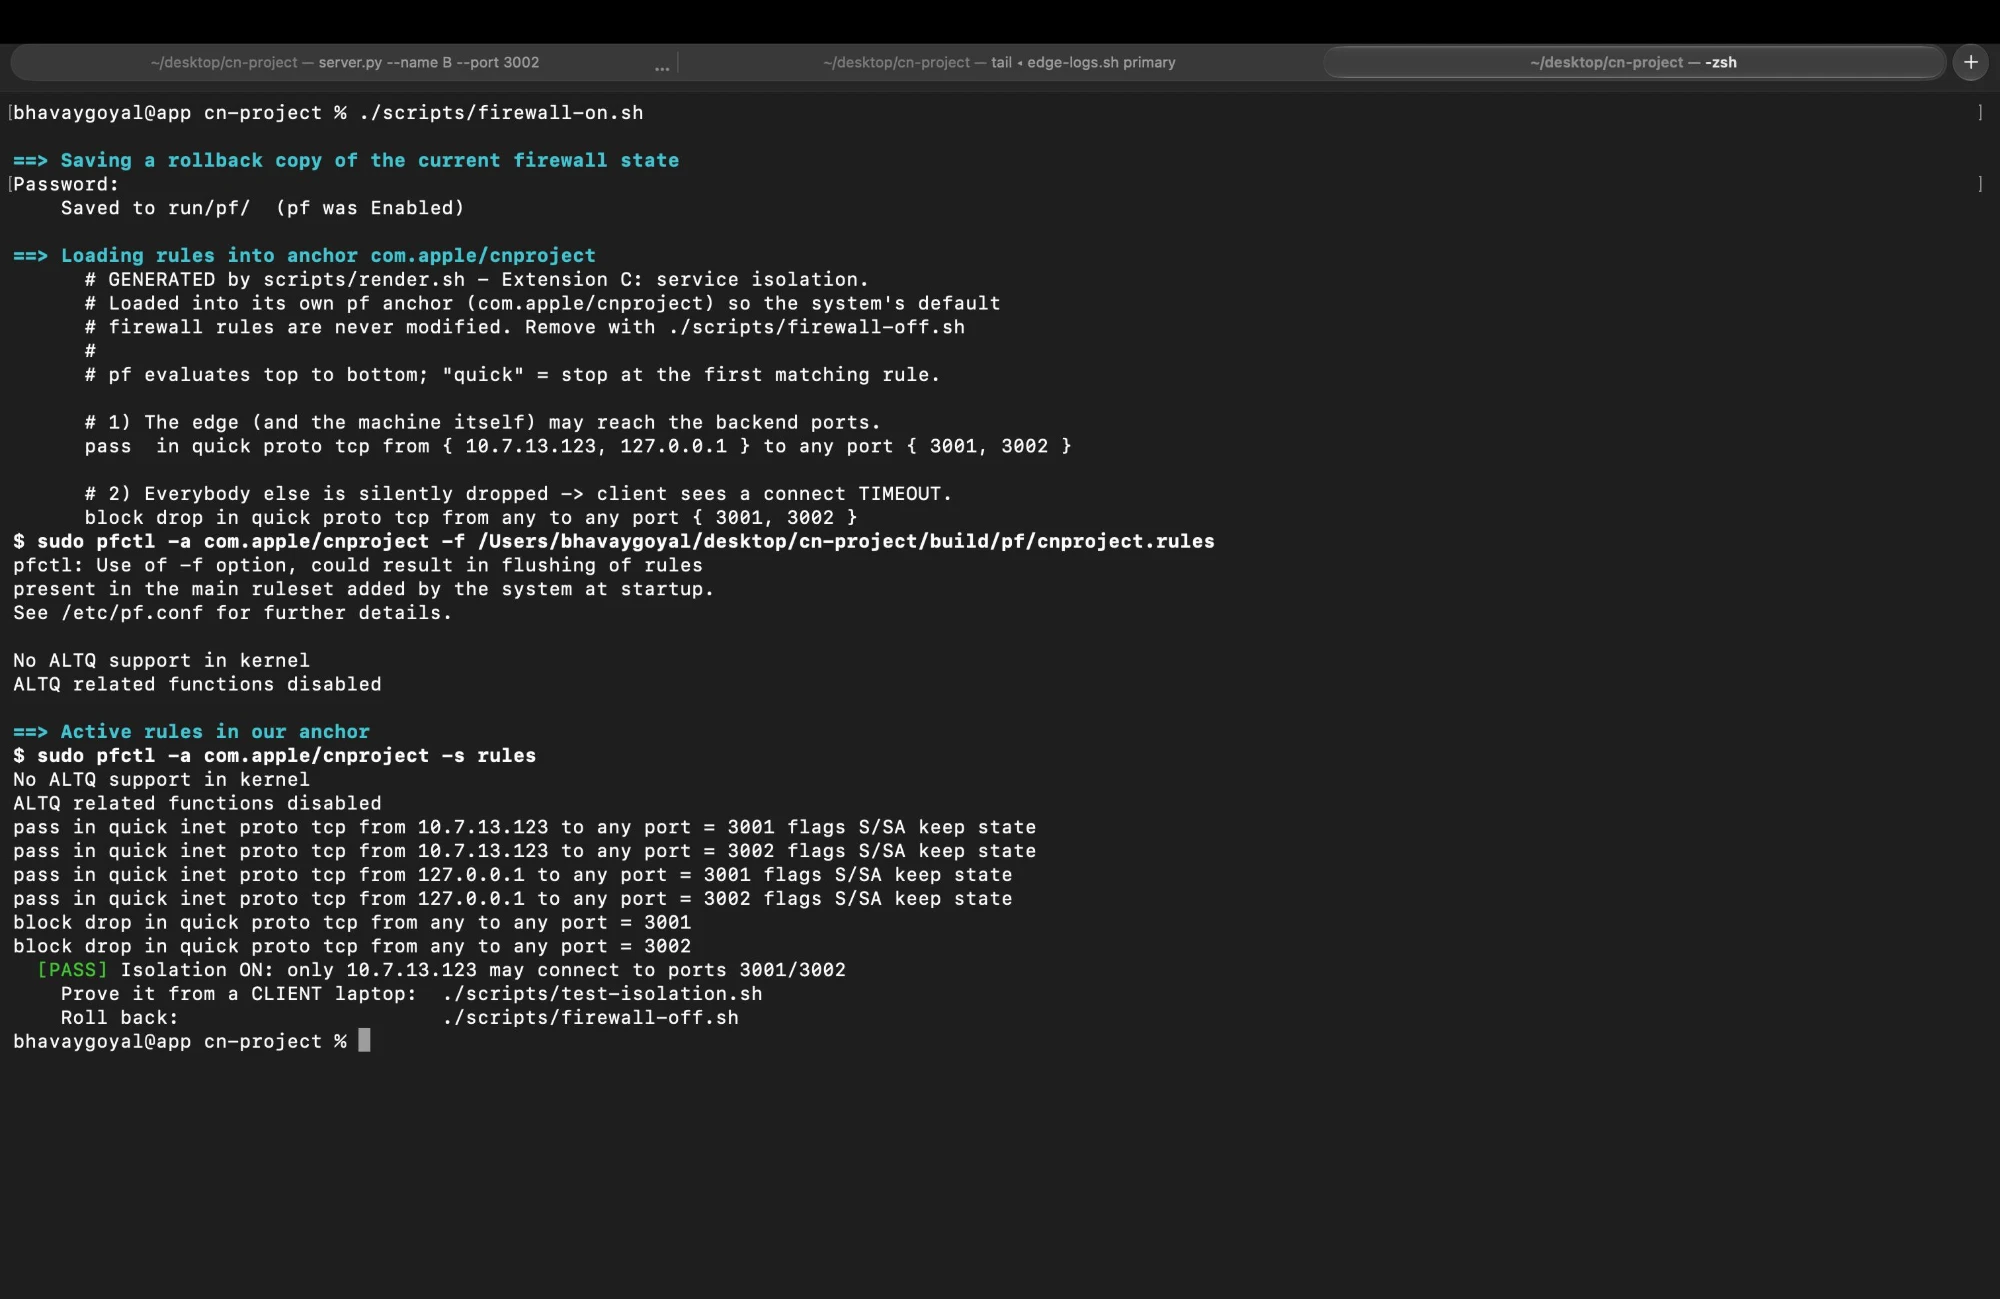 ~/desktop/cn-project — server.py --name B --port 3002 ...
~/desktop/cn-project — tail ◂ edge-logs.sh primary
~/desktop/cn-project — -zsh
+
[bhavaygoyal@app cn-project % ./scripts/firewall-on.sh ]
==> Saving a rollback copy of the current firewall state
[Password: ]
Saved to run/pf/ (pf was Enabled)
==> Loading rules into anchor com.apple/cnproject
# GENERATED by scripts/render.sh — Extension C: service isolation.
# Loaded into its own pf anchor (com.apple/cnproject) so the system's default
# firewall rules are never modified. Remove with ./scripts/firewall-off.sh
#
# pf evaluates top to bottom; "quick" = stop at the first matching rule.
# 1) The edge (and the machine itself) may reach the backend ports.
pass  in quick proto tcp from { 10.7.13.123, 127.0.0.1 } to any port { 3001, 3002 }
# 2) Everybody else is silently dropped -> client sees a connect TIMEOUT.
block drop in quick proto tcp from any to any port { 3001, 3002 }
$ sudo pfctl -a com.apple/cnproject -f /Users/bhavaygoyal/desktop/cn-project/build/pf/cnproject.rules
pfctl: Use of -f option, could result in flushing of rules
present in the main ruleset added by the system at startup.
See /etc/pf.conf for further details.
No ALTQ support in kernel
ALTQ related functions disabled
==> Active rules in our anchor
$ sudo pfctl -a com.apple/cnproject -s rules
No ALTQ support in kernel
ALTQ related functions disabled
pass in quick inet proto tcp from 10.7.13.123 to any port = 3001 flags S/SA keep state
pass in quick inet proto tcp from 10.7.13.123 to any port = 3002 flags S/SA keep state
pass in quick inet proto tcp from 127.0.0.1 to any port = 3001 flags S/SA keep state
pass in quick inet proto tcp from 127.0.0.1 to any port = 3002 flags S/SA keep state
block drop in quick proto tcp from any to any port = 3001
block drop in quick proto tcp from any to any port = 3002
[PASS] Isolation ON: only 10.7.13.123 may connect to ports 3001/3002
Prove it from a CLIENT laptop: ./scripts/test-isolation.sh
Roll back: ./scripts/firewall-off.sh
bhavaygoyal@app cn-project %